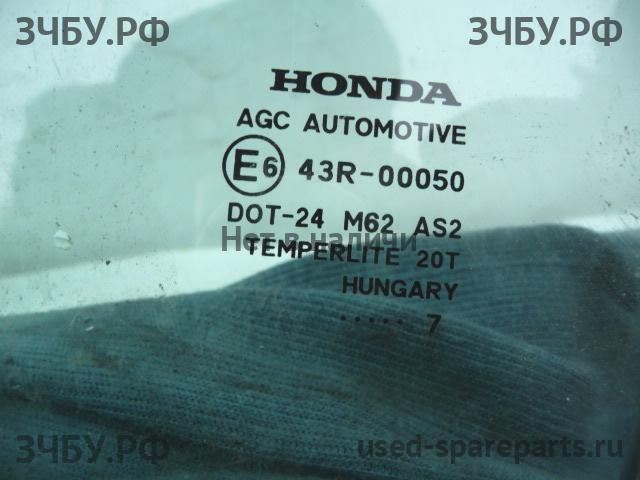 ЗЧБУ.РФ ЗЧБУ.РФ
HONDA
AGC AUTOMOTIVE
E6 43R-00050
DOT-24 M62 AS2
Нет в наличи
TEMPERLITE 20T
HUNGARY
..... 7
ЗЧБУ.РФ used-spareparts.ru